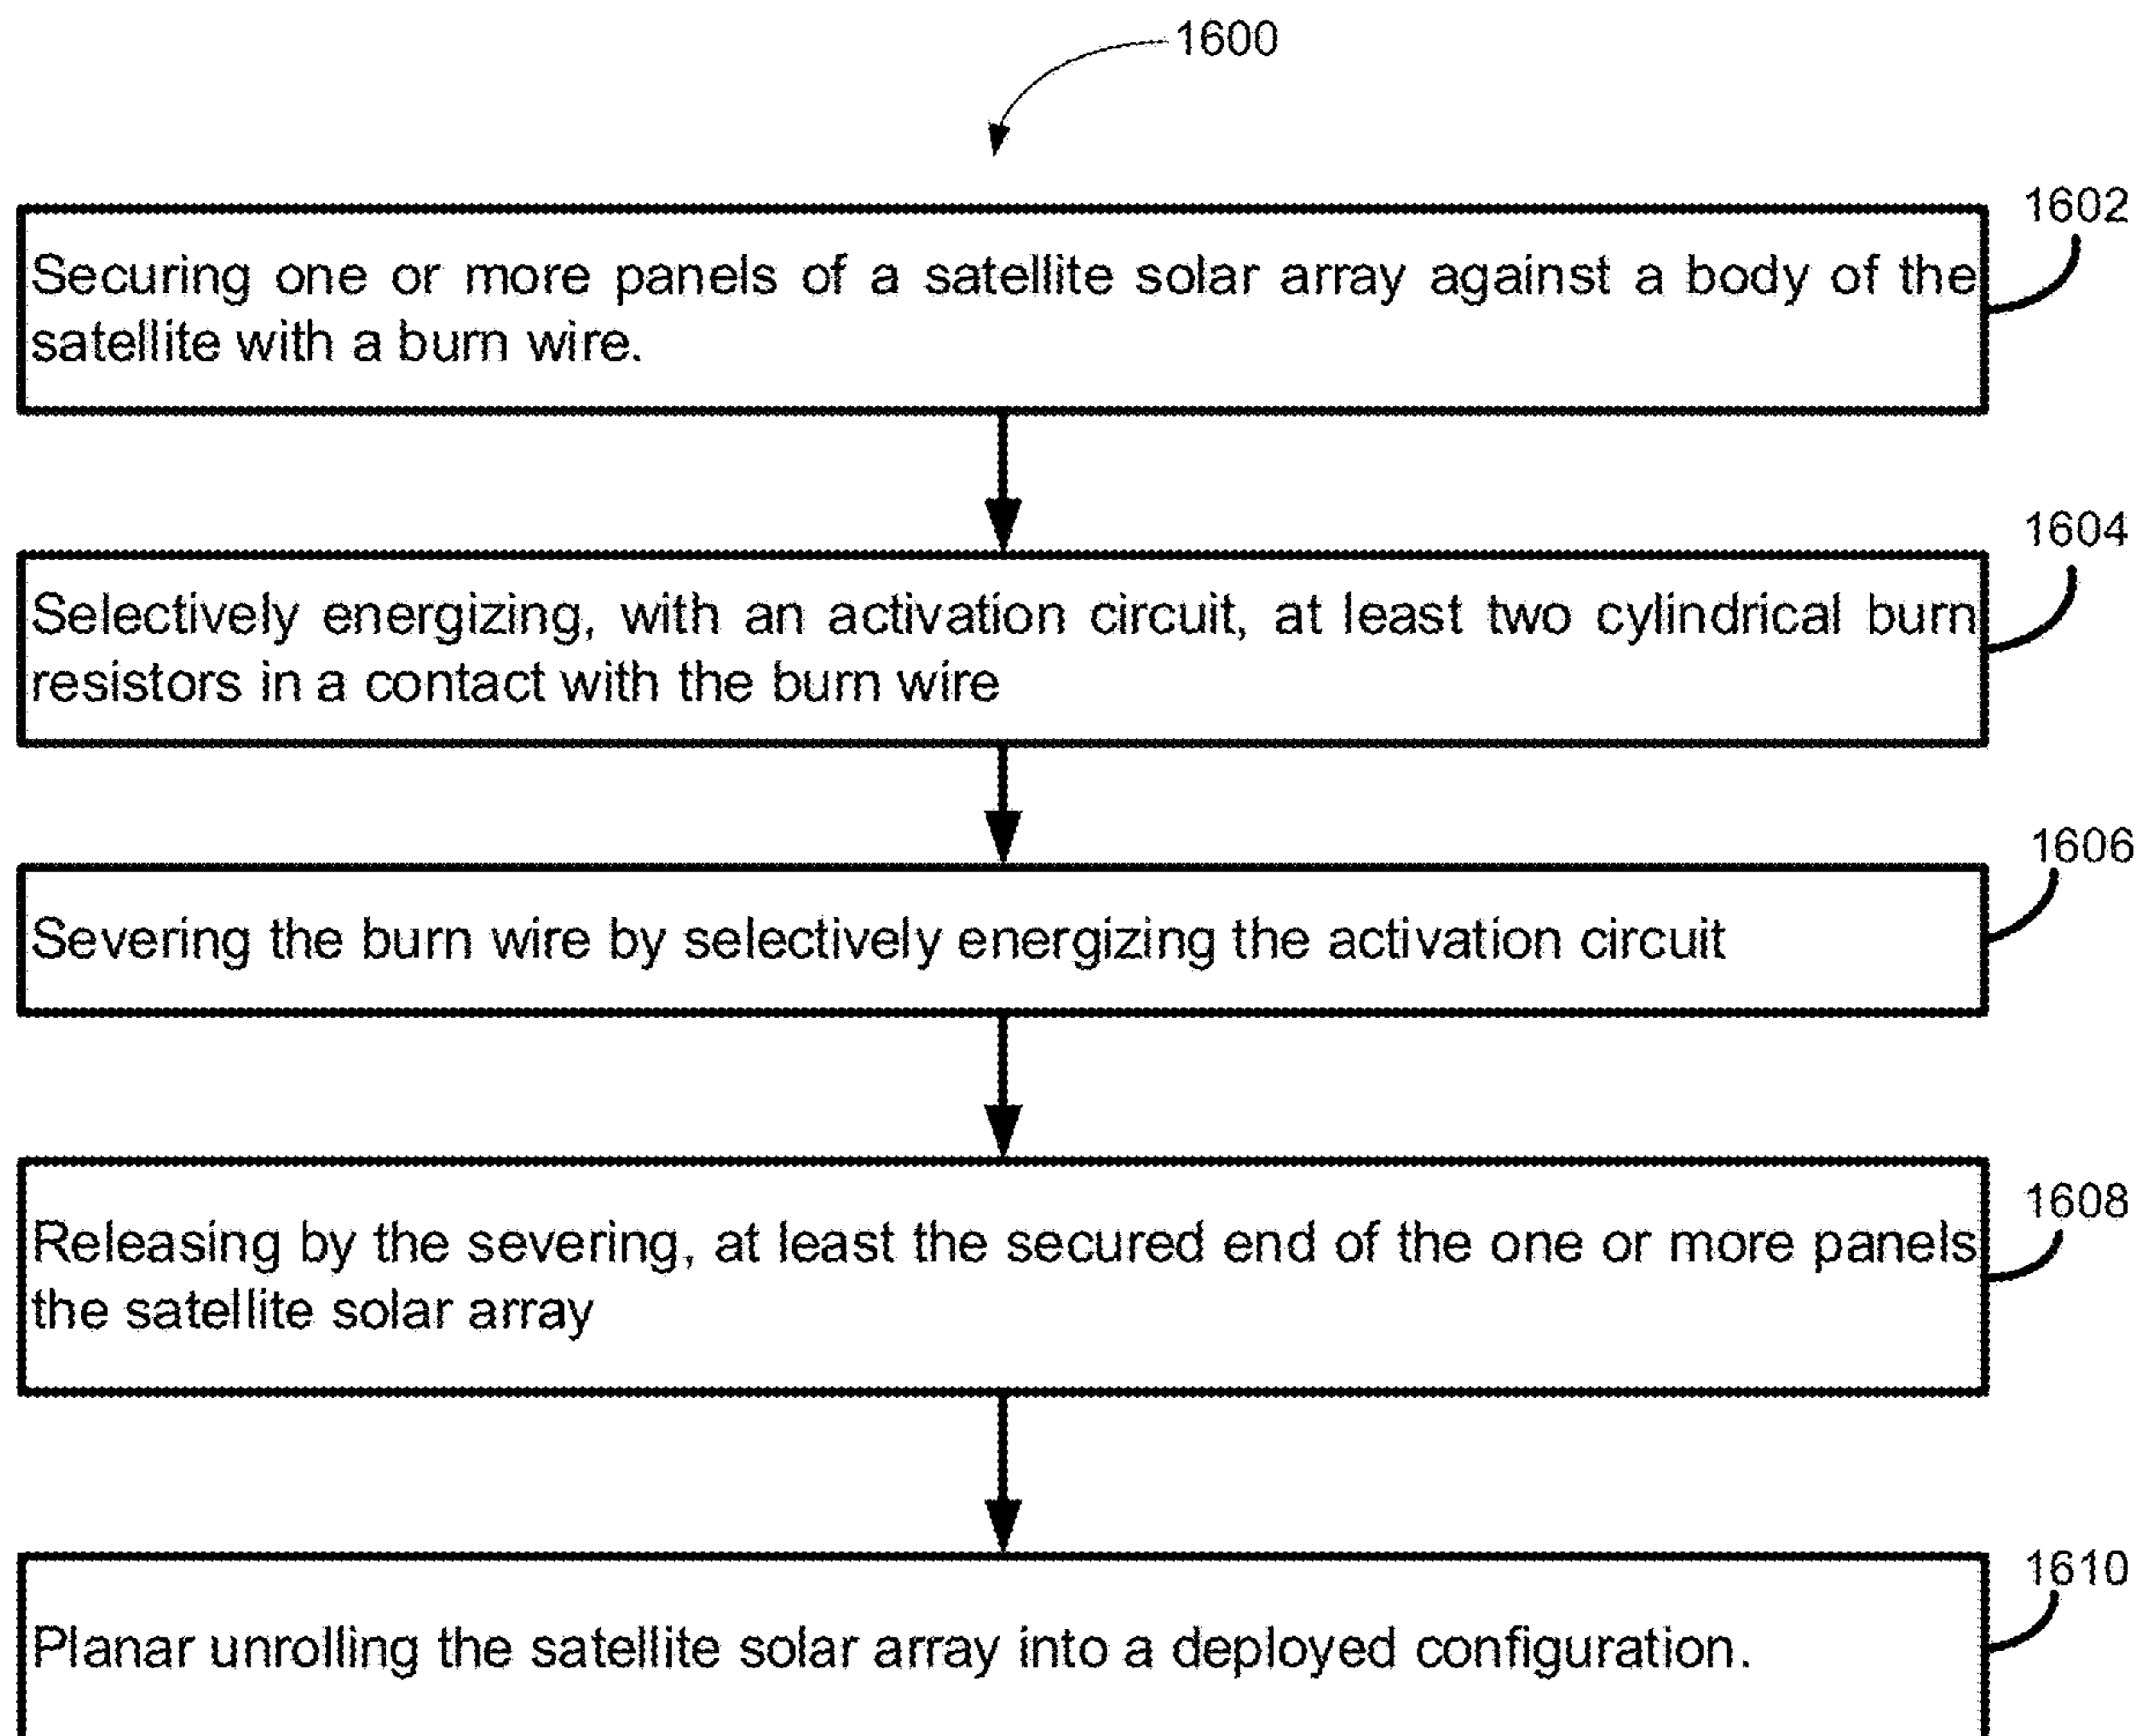 1600
1602
Securing one or more panels of a satellite solar array against a body of the
satellite with a burn wire.
1604
Selectively energizing, with an activation circuit, at least two cylindrical burn
resistors in a contact with the burn wire
1606
Severing the burn wire by selectively energizing the activation circuit
1608
Releasing by the severing, at least the secured end of the one or more panels
the satellite solar array
1610
Planar unrolling the satellite solar array into a deployed configuration.